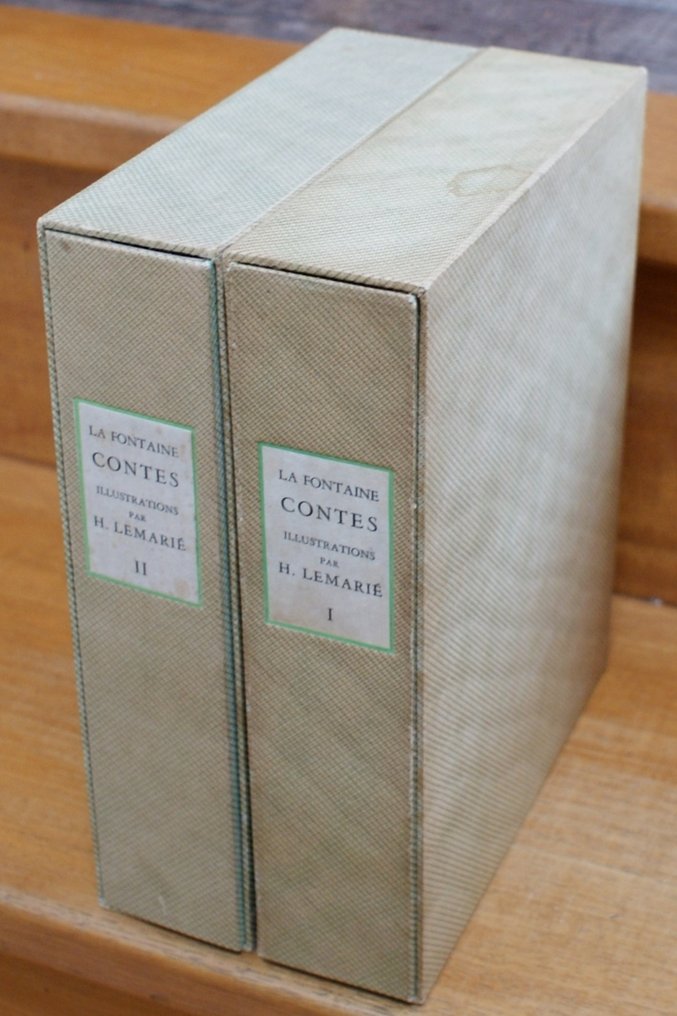 LA FONTAINE
CONTES
ILLUSTRATIONS
PAR
H. LEMARIÉ
II
LA FONTAINE
CONTES
ILLUSTRATIONS
PAR
H. LEMARIÉ
I